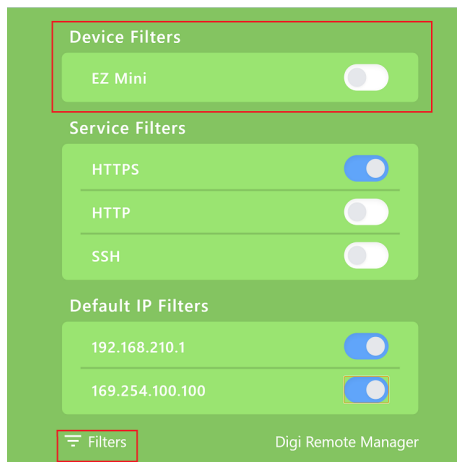 Device Filters
EZ Mini
Service Filters
HTTPS
HTTP
SSH
Default IP Filters
192.168.210.1
169.254.100.100
Filters
Digi Remote Manager